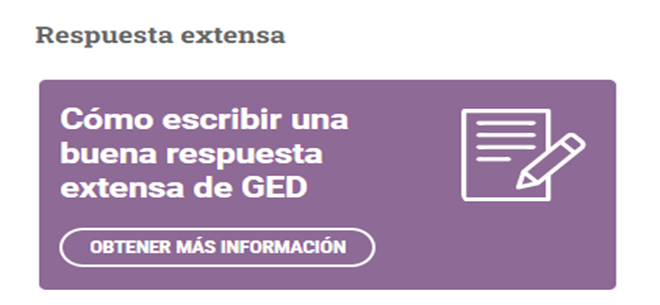 Respuesta extensa
Cómo escribir una
buena respuesta
extensa de GED
OBTENER MÁS INFORMACIÓN